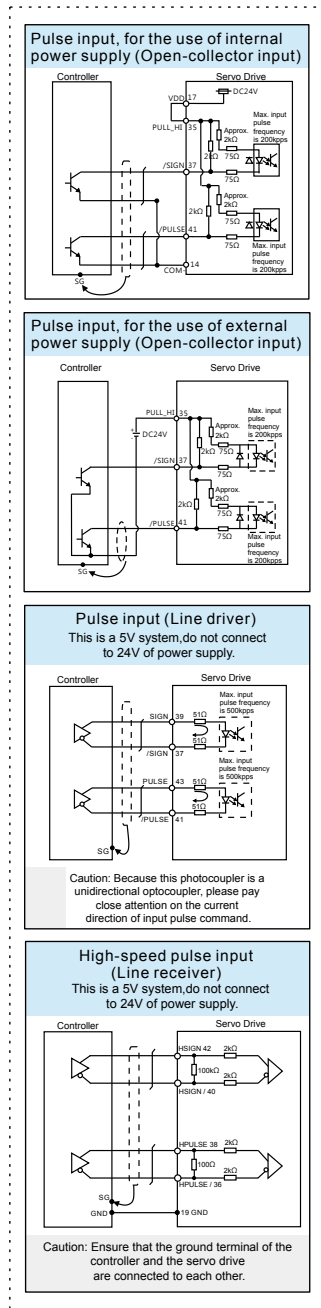 Pulse input, for the use of internal
power supply (Open-collector input)
Controller
Servo Drive
DC24V
VDD 17
Max. input
pulse
frequency
is 200kpps
PULL_HI 35
Approx.
2kΩ
2kΩ
75Ω
/SIGN 37
75Ω
Approx.
2kΩ
2kΩ
75Ω
/PULSE 41
75Ω
Max. input
pulse
frequency
is 200kpps
COM- 14
SG
Pulse input, for the use of external
power supply (Open-collector input)
Controller
Servo Drive
PULL_HI 35
Max. input
pulse
frequency
is 200kpps
+
-
DC24V
Approx.
2kΩ
2kΩ 75Ω
/SIGN 37
75Ω
Approx.
2kΩ
2kΩ
75Ω
/PULSE 41
75Ω
Max. input
pulse
frequency
is 200kpps
SG
Pulse input (Line driver)
This is a 5V system,do not connect
to 24V of power supply.
Controller
Servo Drive
Max. input
pulse frequency
is 500kpps
SIGN 39 51Ω
51Ω
/SIGN 37
Max. input
pulse frequency
is 500kpps
PULSE 43 51Ω
51Ω
/PULSE 41
SG
Caution: Because this photocoupler is a
unidirectional optocoupler, please pay
close attention on the current
direction of input pulse command.
High-speed pulse input
(Line receiver)
This is a 5V system,do not connect
to 24V of power supply.
Controller
Servo Drive
HSIGN 42 2kΩ
100kΩ
2kΩ
HSIGN / 40
HPULSE 38 2kΩ
100Ω
2kΩ
HPULSE / 36
SG
GND 19 GND
Caution: Ensure that the ground terminal of the
controller and the servo drive
are connected to each other.